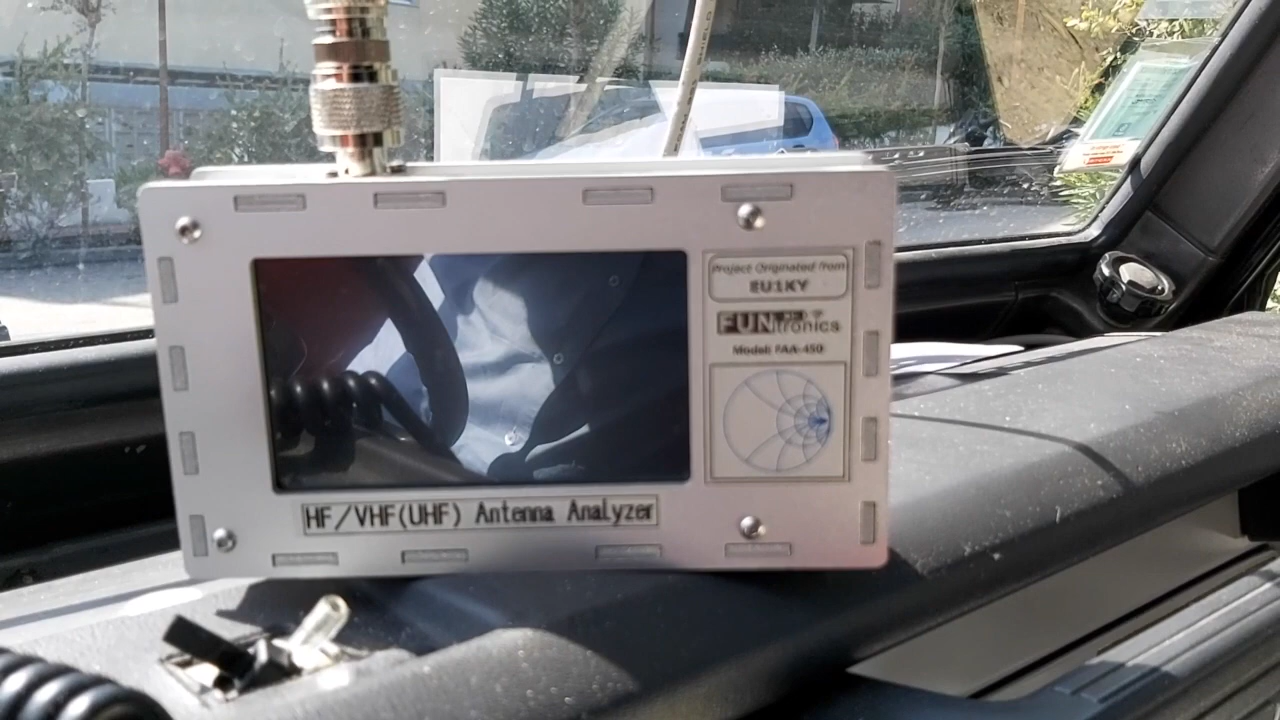 Project Originated from
EU1KY
FUNtronics
Model: FAA-450
HF/VHF(UHF) Antenna Analyzer